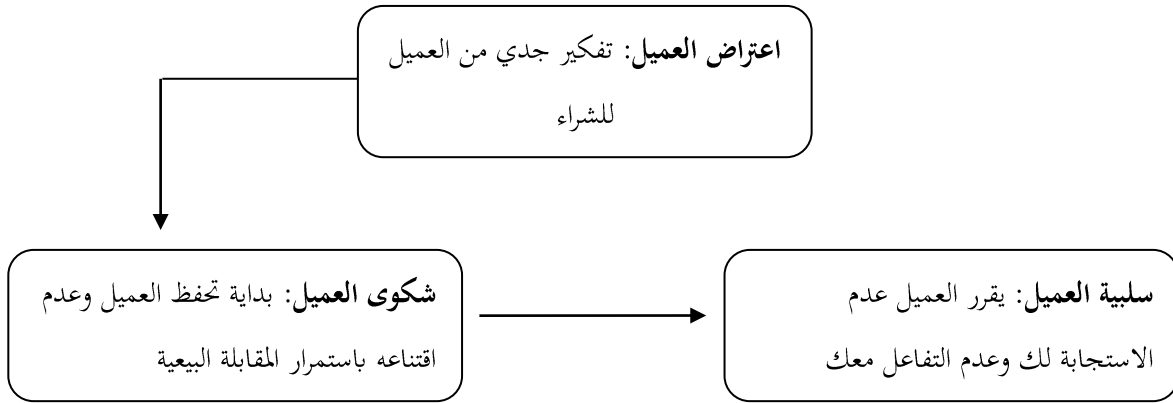 اعتراض العميل: تفكير جدي من العميل
للشراء
شكوى العميل: بداية تحفظ العميل وعدم
اقتناعه باستمرار المقابلة البيعية
سلبية العميل: يقرر العميل عدم
الاستجابة لك وعدم التفاعل معك